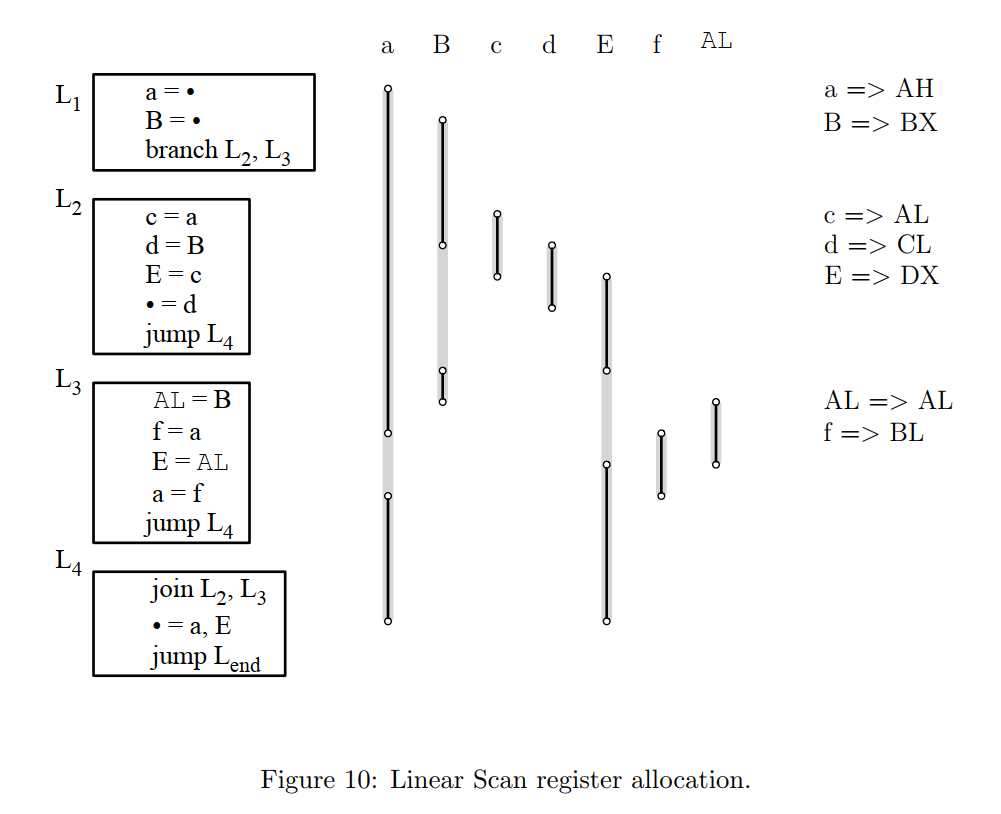 a B c d E f AL
L1
a = •
B = •
branch L2, L3
a => AH
B => BX
L2
c = a
d = B
E = c
• = d
jump L4
c => AL
d => CL
E => DX
L3
AL = B
f = a
E = AL
a = f
jump L4
AL => AL
f => BL
L4
join L2, L3
• = a, E
jump Lend
Figure 10: Linear Scan register allocation.